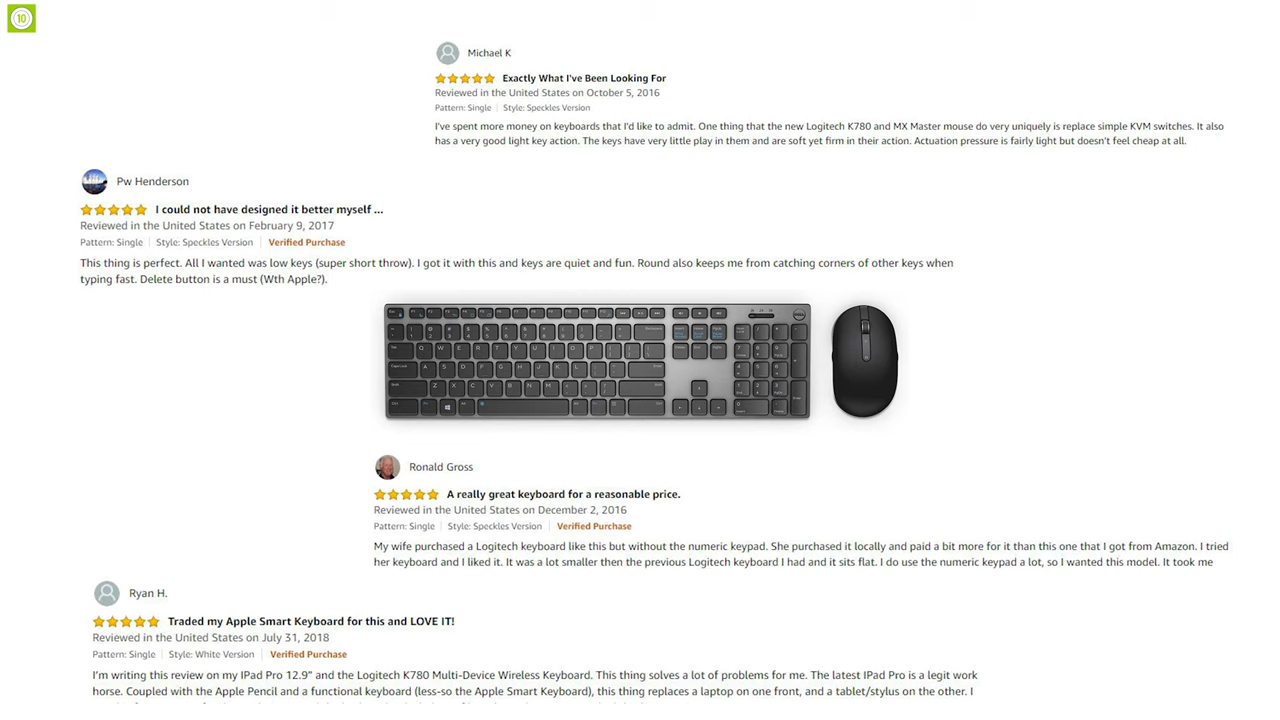 10
Michael K
Exactly What I've Been Looking For
Reviewed in the United States on October 5, 2016
Pattern: Single | Style: Speckles Version
I've spent more money on keyboards that I'd like to admit. One thing that the new Logitech K780 and MX Master mouse do very uniquely is replace simple KVM switches. It also
has a very good light key action. The keys have very little play in them and are soft yet firm in their action. Actuation pressure is fairly light but doesn't feel cheap at all.
Pw Henderson
I could not have designed it better myself ...
Reviewed in the United States on February 9, 2017
Pattern: Single | Style: Speckles Version | Verified Purchase
This thing is perfect. All I wanted was low keys (super short throw). I got it with this and keys are quiet and fun. Round also keeps me from catching corners of other keys when
typing fast. Delete button is a must (Wth Apple?).
Q W E R T Y U I O P
A S D F G H J K L
Z X C V B N M
Ronald Gross
A really great keyboard for a reasonable price.
Reviewed in the United States on December 2, 2016
Pattern: Single | Style: Speckles Version | Verified Purchase
My wife purchased a Logitech keyboard like this but without the numeric keypad. She purchased it locally and paid a bit more for it than this one that I got from Amazon. I tried
her keyboard and I liked it. It was a lot smaller then the previous Logitech keyboard I had and it sits flat. I do use the numeric keypad a lot, so I wanted this model. It took me
Ryan H.
Traded my Apple Smart Keyboard for this and LOVE IT!
Reviewed in the United States on July 31, 2018
Pattern: Single | Style: White Version | Verified Purchase
I'm writing this review on my IPad Pro 12.9" and the Logitech K780 Multi-Device Wireless Keyboard. This thing solves a lot of problems for me. The latest IPad Pro is a legit work
horse. Coupled with the Apple Pencil and a functional keyboard (less-so the Apple Smart Keyboard), this thing replaces a laptop on one front, and a tablet/stylus on the other. I